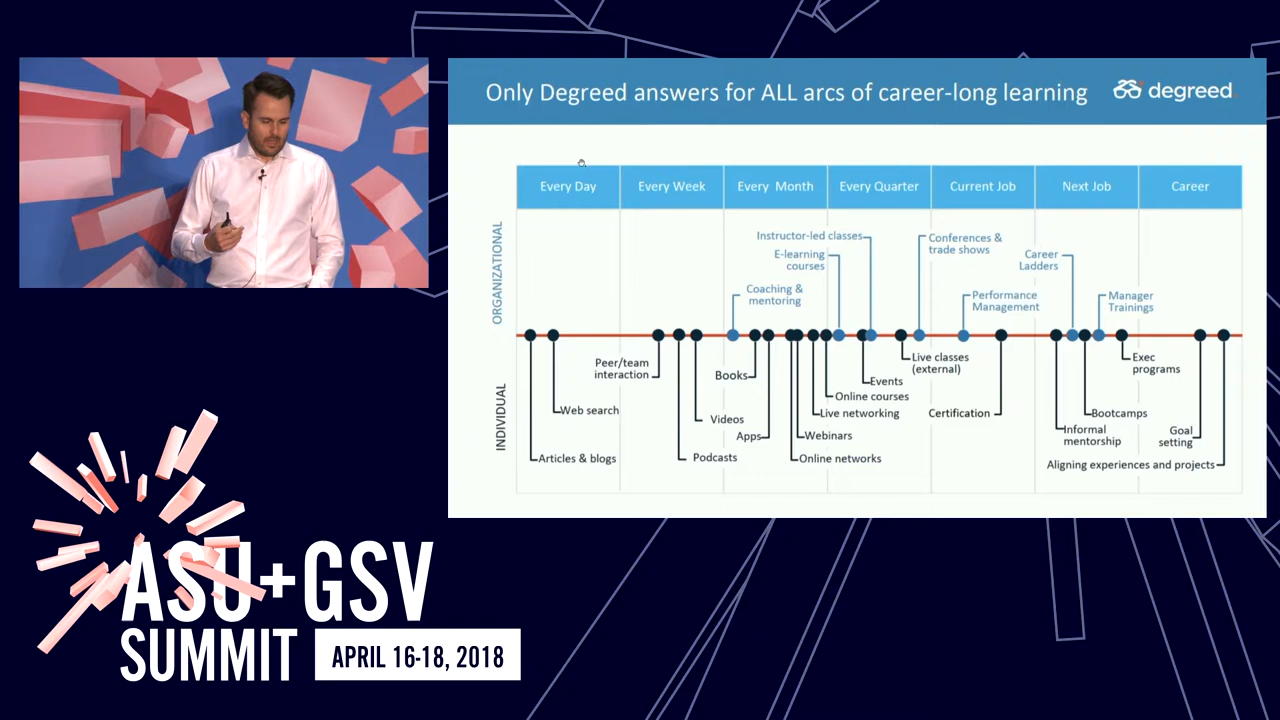 Only Degreed answers for ALL arcs of career-long learning
degreed
Every Day
Every Week
Every Month
Every Quarter
Current Job
Next Job
Career
ORGANIZATIONAL
Instructor-led classes
E-learning
courses
Coaching &
mentoring
Conferences &
trade shows
Performance
Management
Career
Ladders
Manager
Trainings
INDIVIDUAL
Peer/team
interaction
Web search
Articles & blogs
Books
Videos
Apps
Podcasts
Live classes
(external)
Events
Online courses
Live networking
Webinars
Online networks
Certification
Exec
programs
Bootcamps
Informal
mentorship
Goal
setting
Aligning experiences and projects
ASU+GSV
SUMMIT
APRIL 16-18, 2018